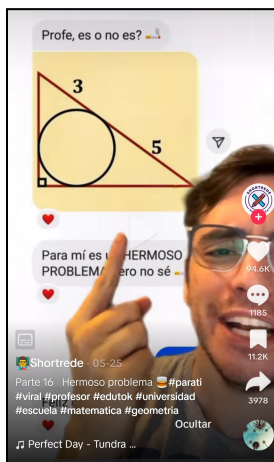 Profe, es o no es? 🚬
3
5
Para mí es u HERMOSO
PROBLEM ero no sé
SHORTREDE
94.6K
1185
11.2K
3978
Shortrede · 05-25
Parte 16 Hermoso problema 🥃 #parati
#viral #profesor #edutok #universidad
#escuela #matematica #geometria
Feliz
Ocultar
♫ Perfect Day - Tundra ...